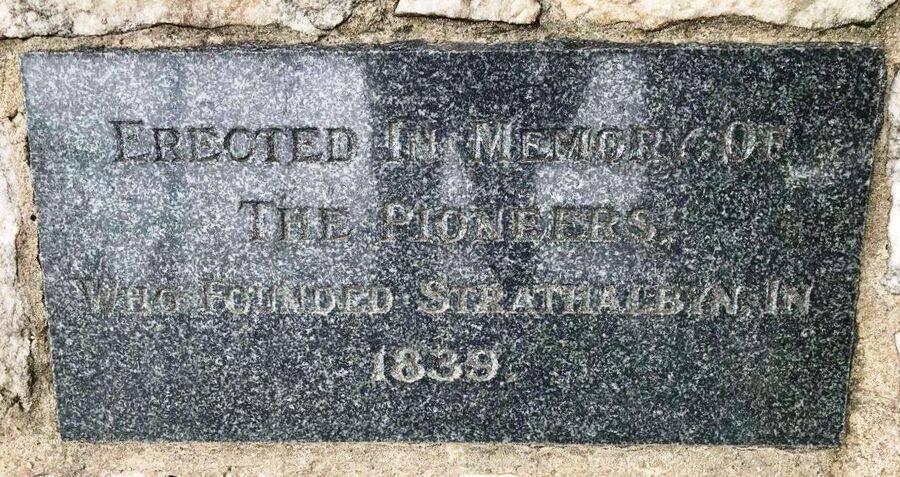 ERECTED IN MEMORY OF
THE PIONEERS,
WHO FOUNDED STRATHALBYN, IN
1839.